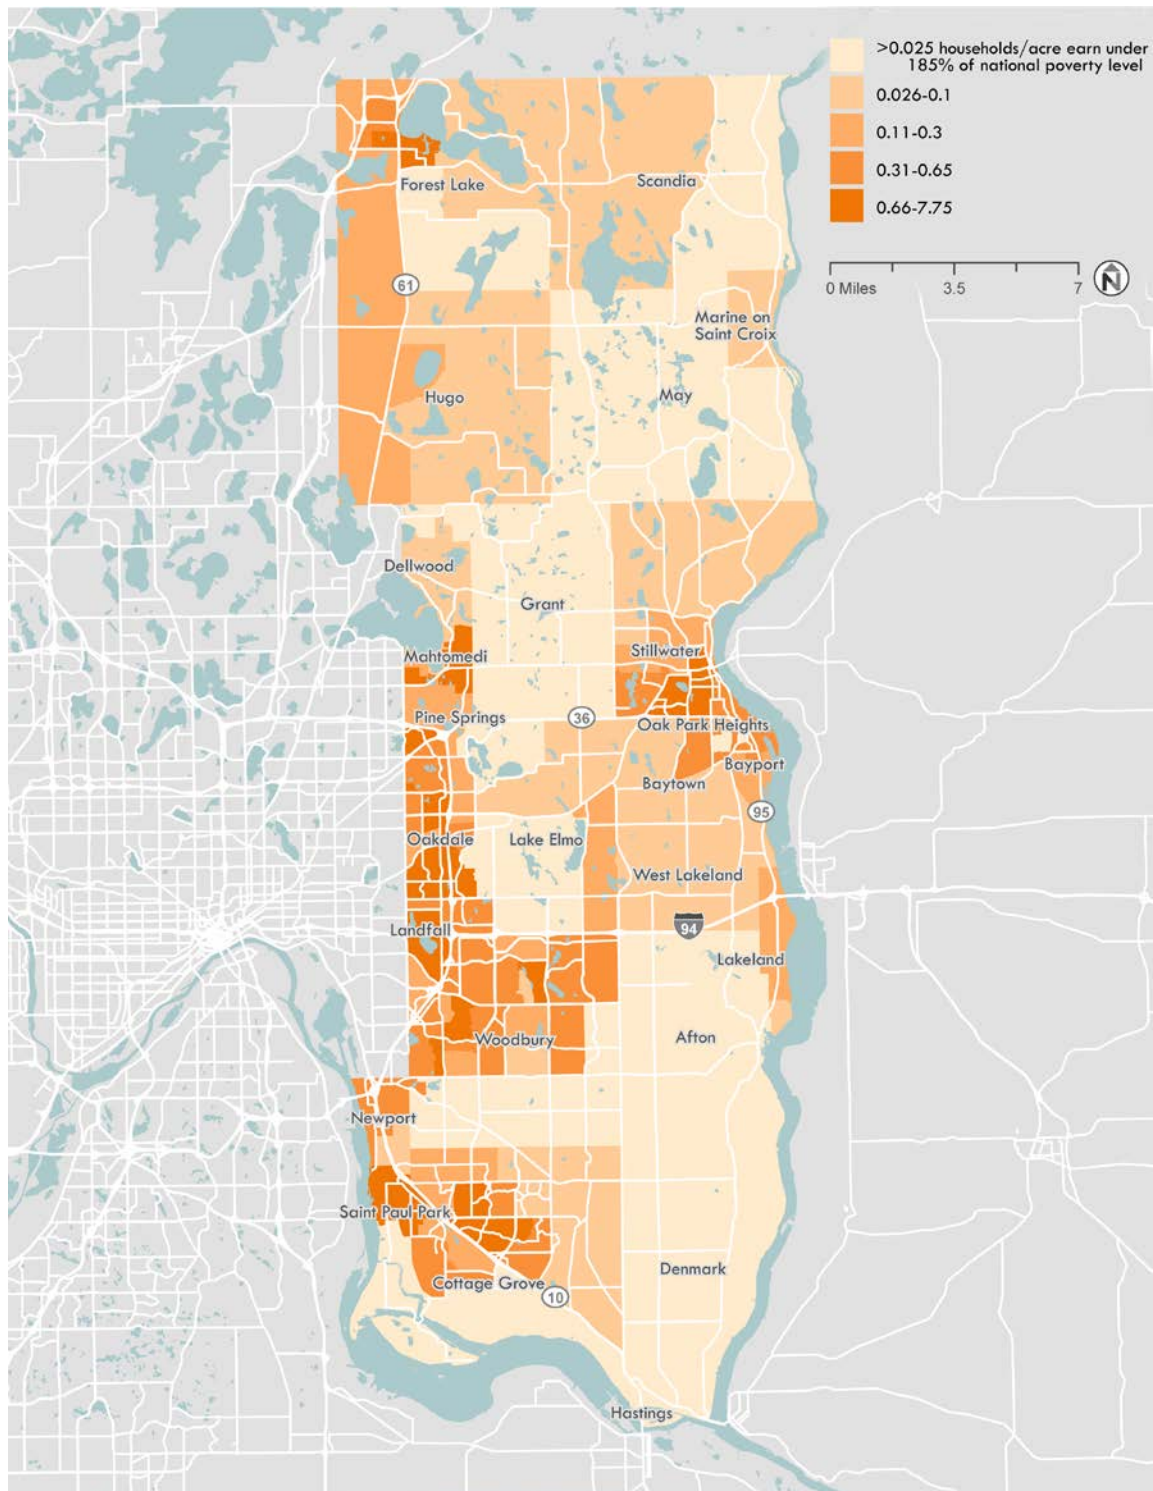 >0.025 households/acre earn under
185% of national poverty level
0.026-0.1
0.11-0.3
0.31-0.65
0.66-7.75
0 Miles
3.5
7
N
Forest Lake
Scandia
61
Marine on
Saint Croix
May
Hugo
Dellwood
Grant
Stillwater
Mahtomedi
Pine Springs
36
Oak Park Heights
Bayport
Baytown
95
Oakdale
Lake Elmo
West Lakeland
Landfall
94
Lakeland
Woodbury
Afton
Newport
Saint Paul Park
Denmark
Cottage Grove
10
Hastings